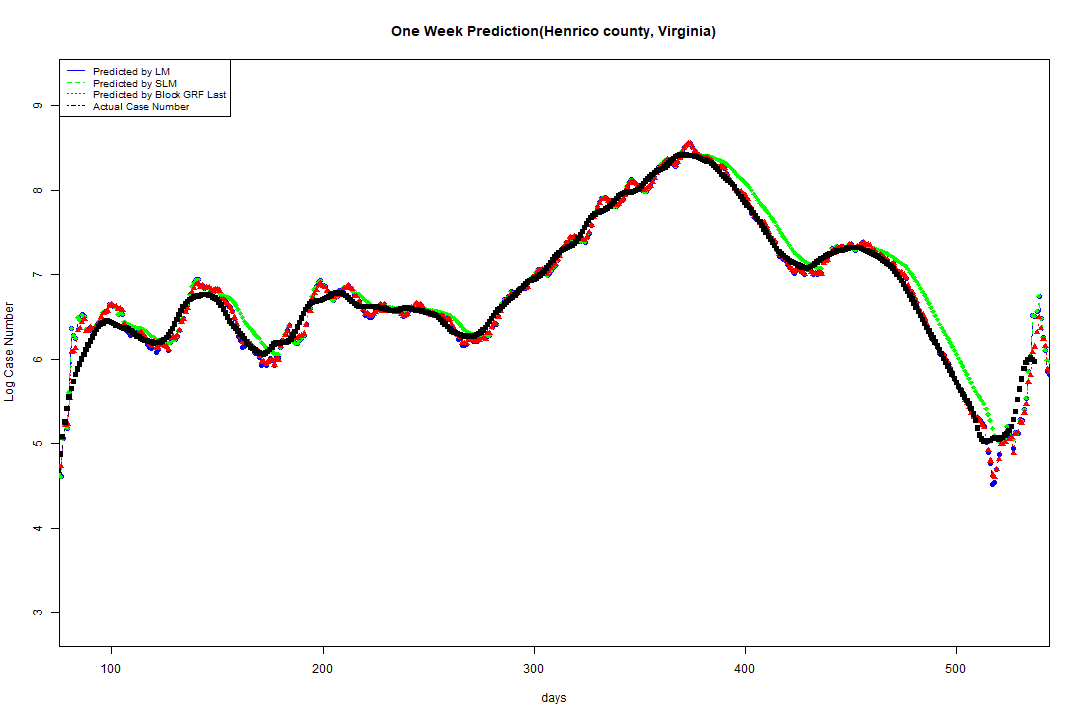 One Week Prediction(Henrico county, Virginia)
Predicted by LM
Predicted by SLM
Predicted by Block GRF Last
Actual Case Number
9
8
7
6
5
4
3
Log Case Number
100 200 300 400 500
days